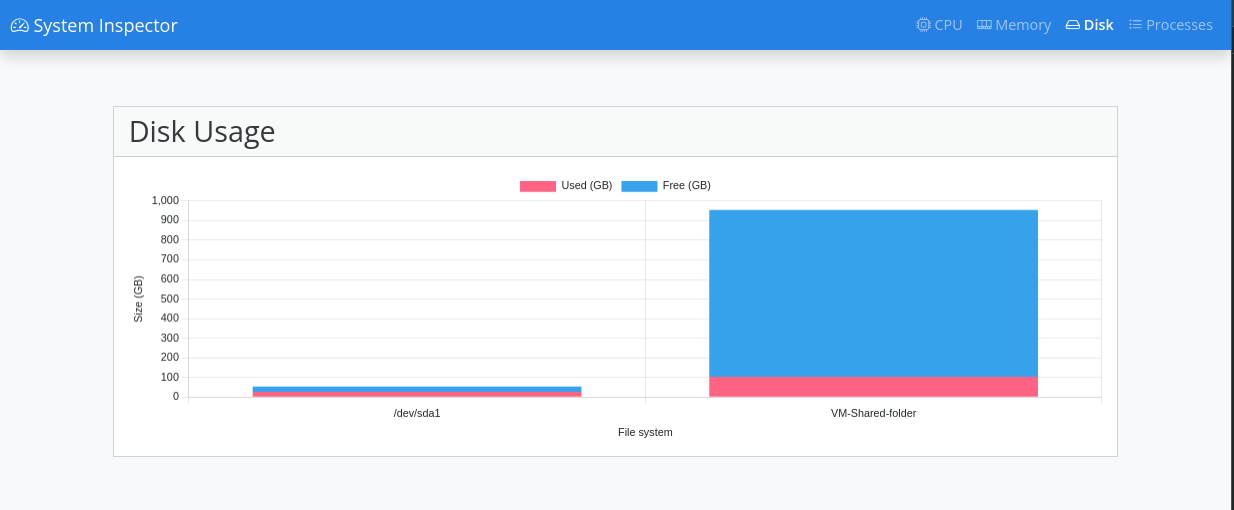 System Inspector
CPU Memory Disk Processes
Disk Usage
Used (GB) Free (GB)
1,000
900
800
700
600
500
400
300
200
100
0
Size (GB)
/dev/sda1 VM-Shared-folder
File system